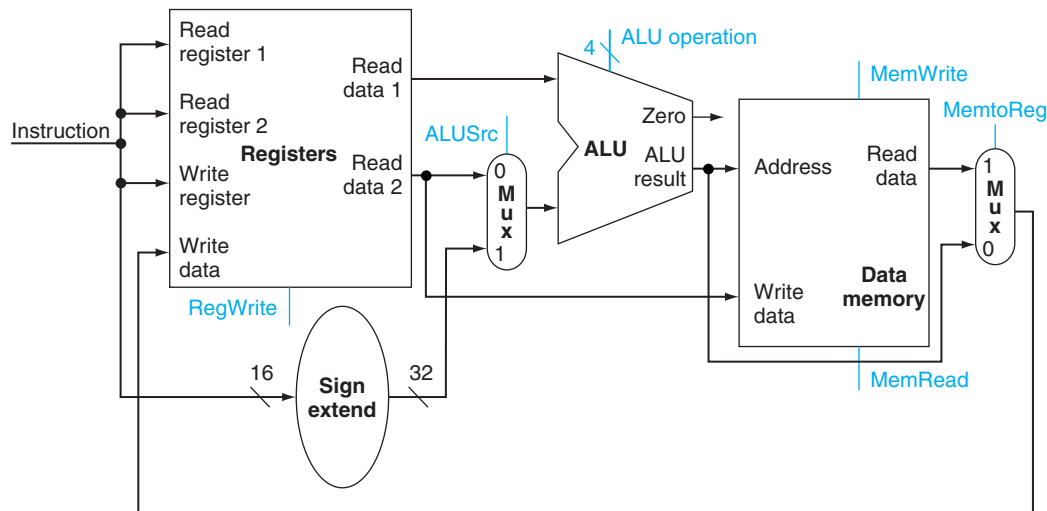 Instruction
Read
register 1
Read
register 2
Write
register
Write
data
Registers
Read
data 1
Read
data 2
RegWrite
16
Sign
extend
32
ALUSrc
0
Mux
1
4
ALU operation
Zero
ALU
ALU
result
MemWrite
Address
Read
data
Write
data
Data
memory
MemRead
MemtoReg
1
Mux
0